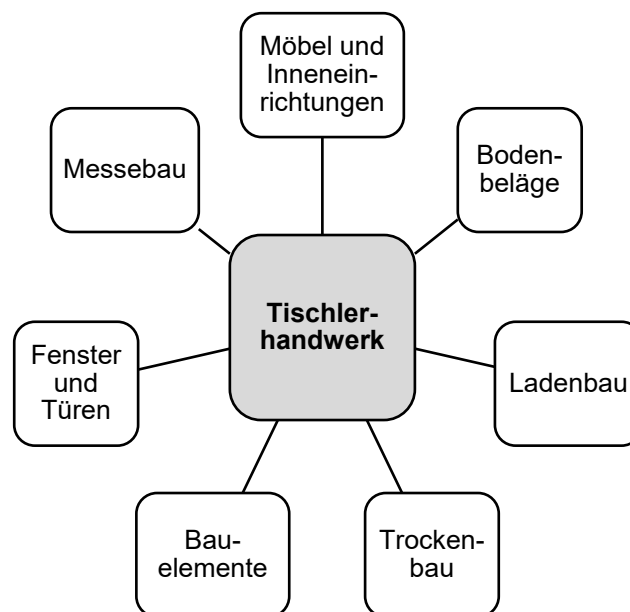 Möbel und
Inneneinrichtungen
Messebau
Boden-
beläge
Tischler-
handwerk
Fenster
und
Türen
Ladenbau
Bau-
elemente
Trocken-
bau